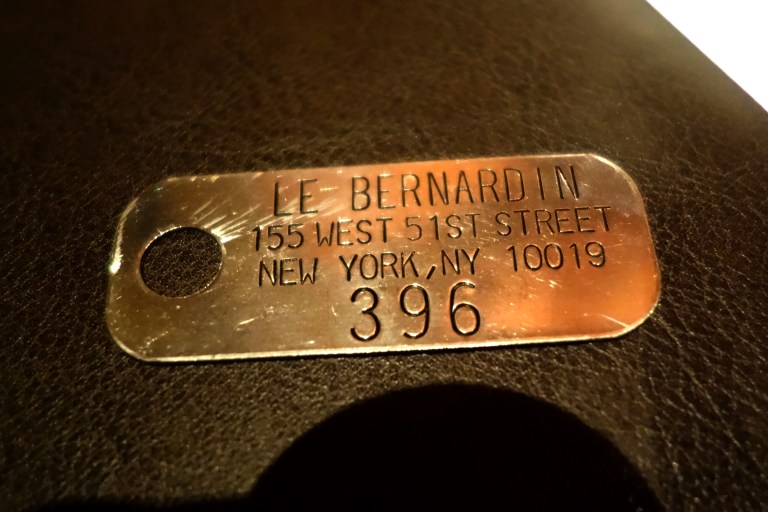 LE BERNARDIN
155 WEST 51ST STREET
NEW YORK, NY 10019
396